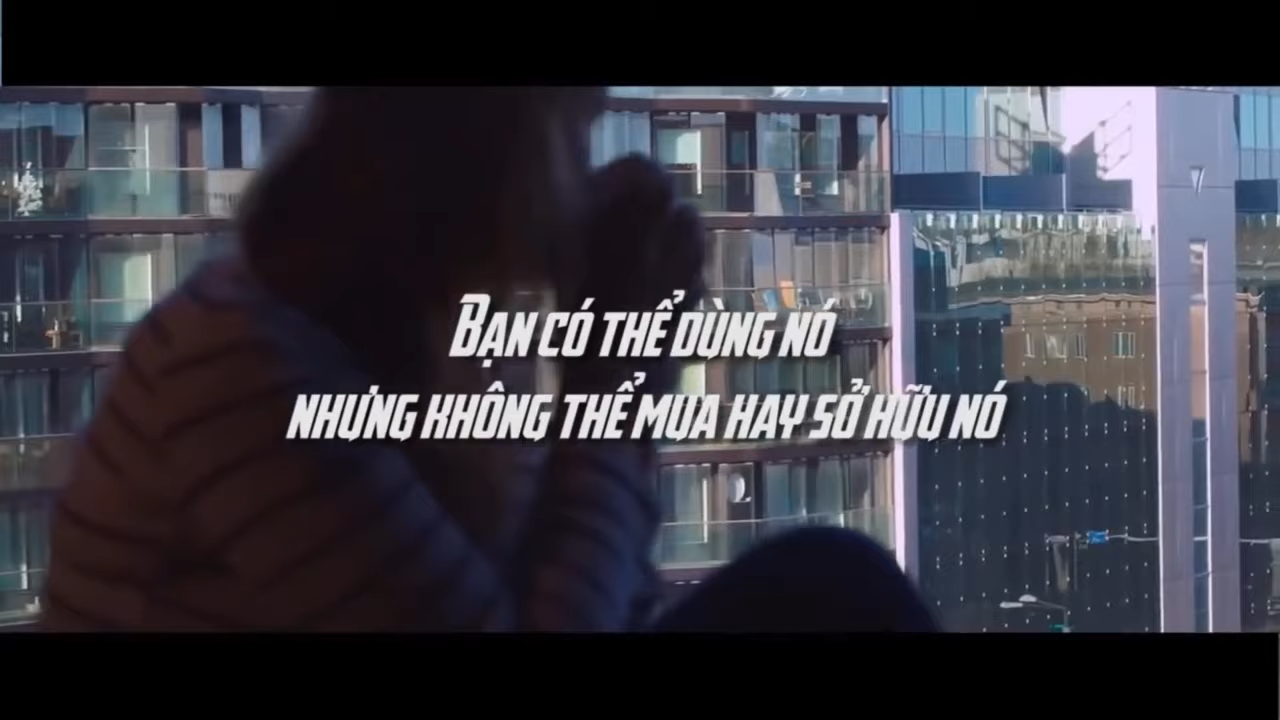 Bạn có thể dùng nó
nhưng không thể mua hay sở hữu nó